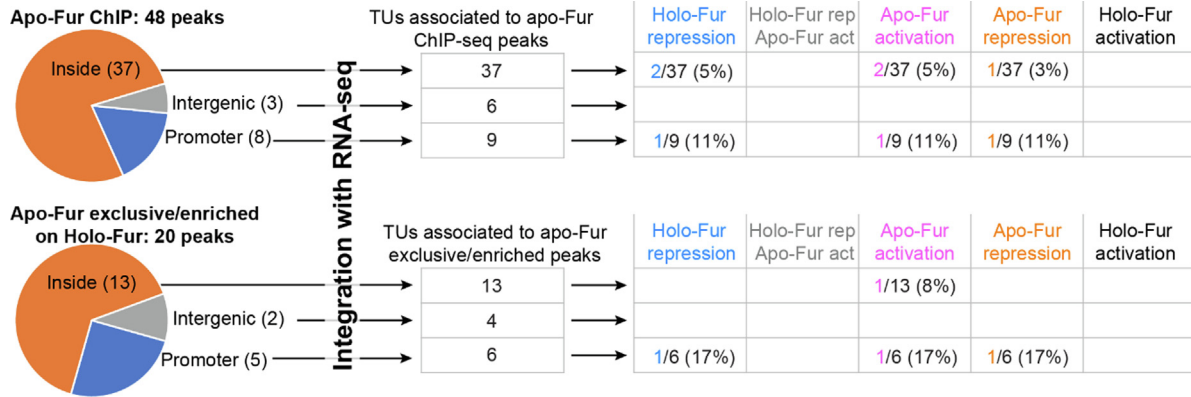 Apo-Fur ChIP: 48 peaks
Inside (37)
Intergenic (3)
Promoter (8)
Integration with RNA-seq
TUs associated to apo-Fur
ChIP-seq peaks
37
6
9
Holo-Fur
repression
Holo-Fur rep
Apo-Fur act
Apo-Fur
activation
Apo-Fur
repression
Holo-Fur
activation
2/37 (5%)
2/37 (5%)
1/37 (3%)
1/9 (11%)
1/9 (11%)
1/9 (11%)
Apo-Fur exclusive/enriched
on Holo-Fur: 20 peaks
Inside (13)
Intergenic (2)
Promoter (5)
TUs associated to apo-Fur
exclusive/enriched peaks
13
4
6
Holo-Fur
repression
Holo-Fur rep
Apo-Fur act
Apo-Fur
activation
Apo-Fur
repression
Holo-Fur
activation
1/13 (8%)
1/6 (17%)
1/6 (17%)
1/6 (17%)